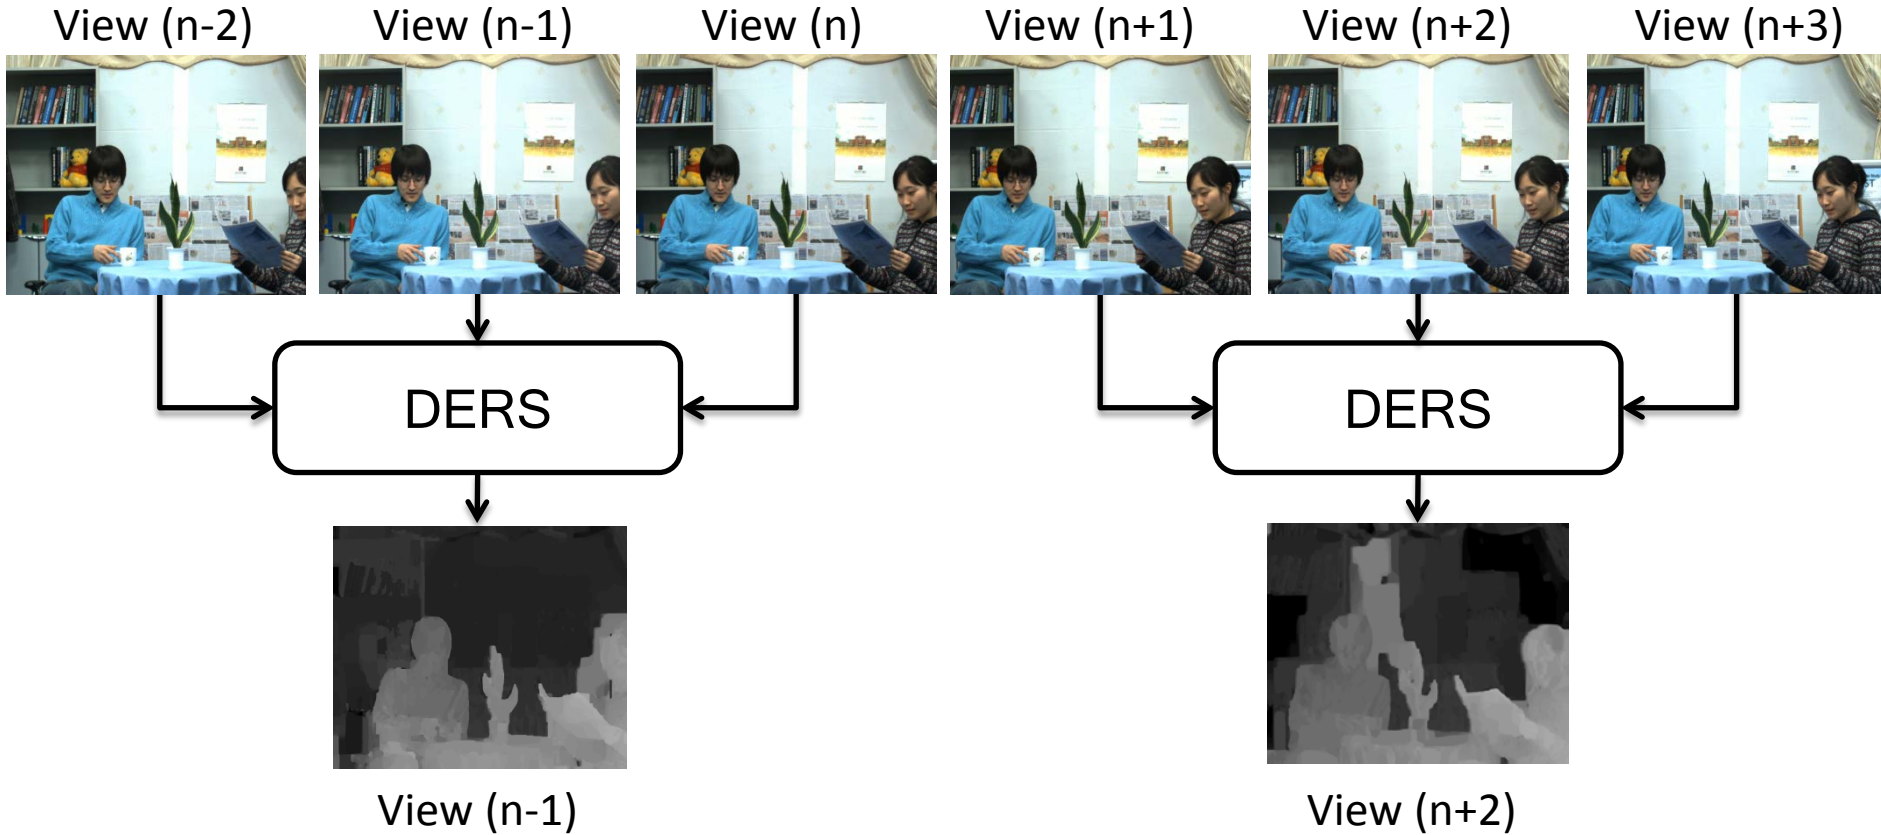 View (n-2)
View (n-1)
View (n)
View (n+1)
View (n+2)
View (n+3)
DERS
DERS
View (n-1)
View (n+2)